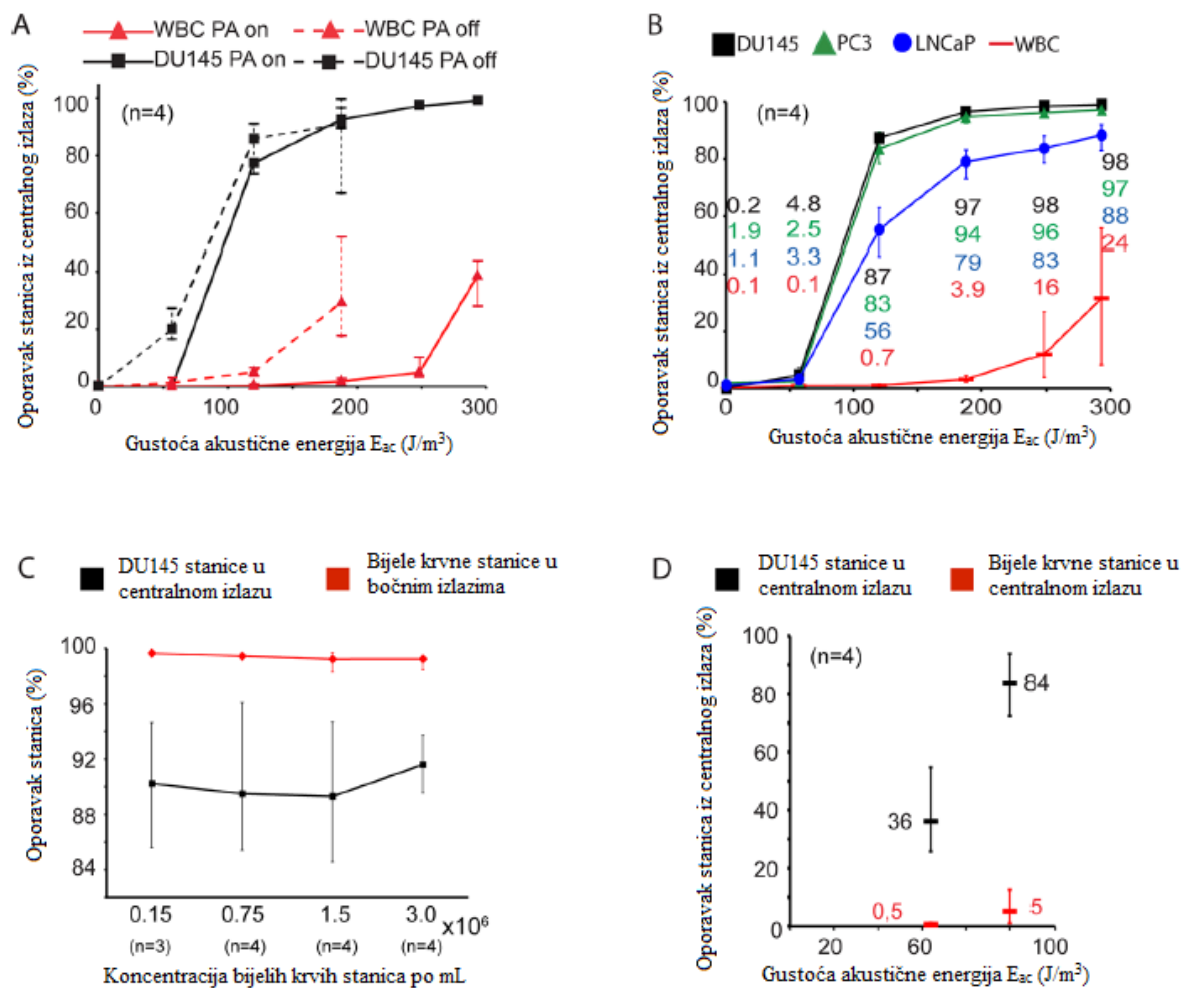 A
WBC PA on
WBC PA off
DU145 PA on
DU145 PA off
Oporavak stanica iz centralnog izlaza (%)
(n=4)
100
80
60
40
20
0
0
100
200
300
Gustoća akustične energija Eac (J/m³)
B
DU145
PC3
LNCaP
WBC
Oporavak stanica iz centralnog izlaza (%)
(n=4)
100
80
60
40
20
0
0.2
1.9
1.1
0.1
4.8
2.5
3.3
0.1
87
83
56
0.7
97
94
79
3.9
98
96
83
16
98
97
88
24
0
100
200
300
Gustoća akustične energija Eac (J/m³)
C
DU145 stanice u
centralnom izlazu
Bijele krvne stanice u
bočnim izlazima
Oporavak stanica (%)
100
96
92
88
84
0.15
0.75
1.5
3.0
x10⁶
(n=3)
(n=4)
(n=4)
(n=4)
Koncentracija bijelih krvih stanica po mL
D
DU145 stanice u
centralnom izlazu
Bijele krvne stanice u
centralnom izlazu
Oporavak stanica iz centralnog izlaza (%)
(n=4)
100
80
60
40
20
0
84
36
0,5
5
20
60
100
Gustoća akustične energija Eac (J/m³)